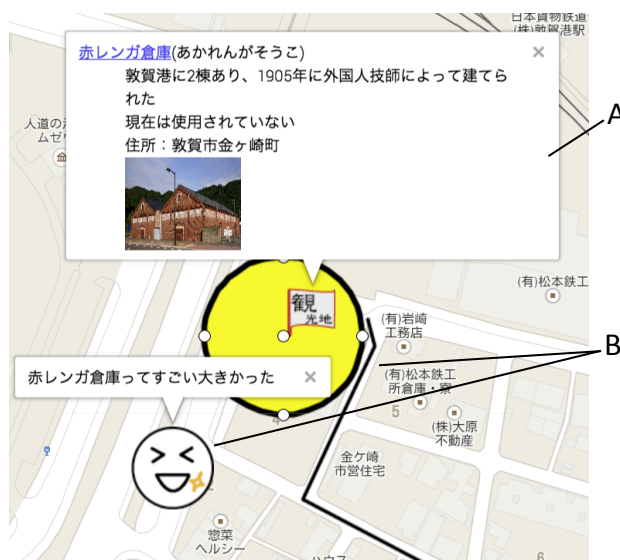 日本貨物鉄道
(株)敦賀港駅
赤レンガ倉庫(あかれんがそうこ)
敦賀港に2棟あり、1905年に外国人技師によって建てら
れた
現在は使用されていない
住所：敦賀市金ヶ崎町
A
人道の
ムゼ
(有)松本鉄工
観
光地
(有)岩崎
工務店
B
赤レンガ倉庫ってすごい大きかった
(有)松本鉄工
所倉庫・寮
5
4
(株)大原
不動産
金ケ崎
市営住宅
惣菜
ヘルシー
ハウス
6